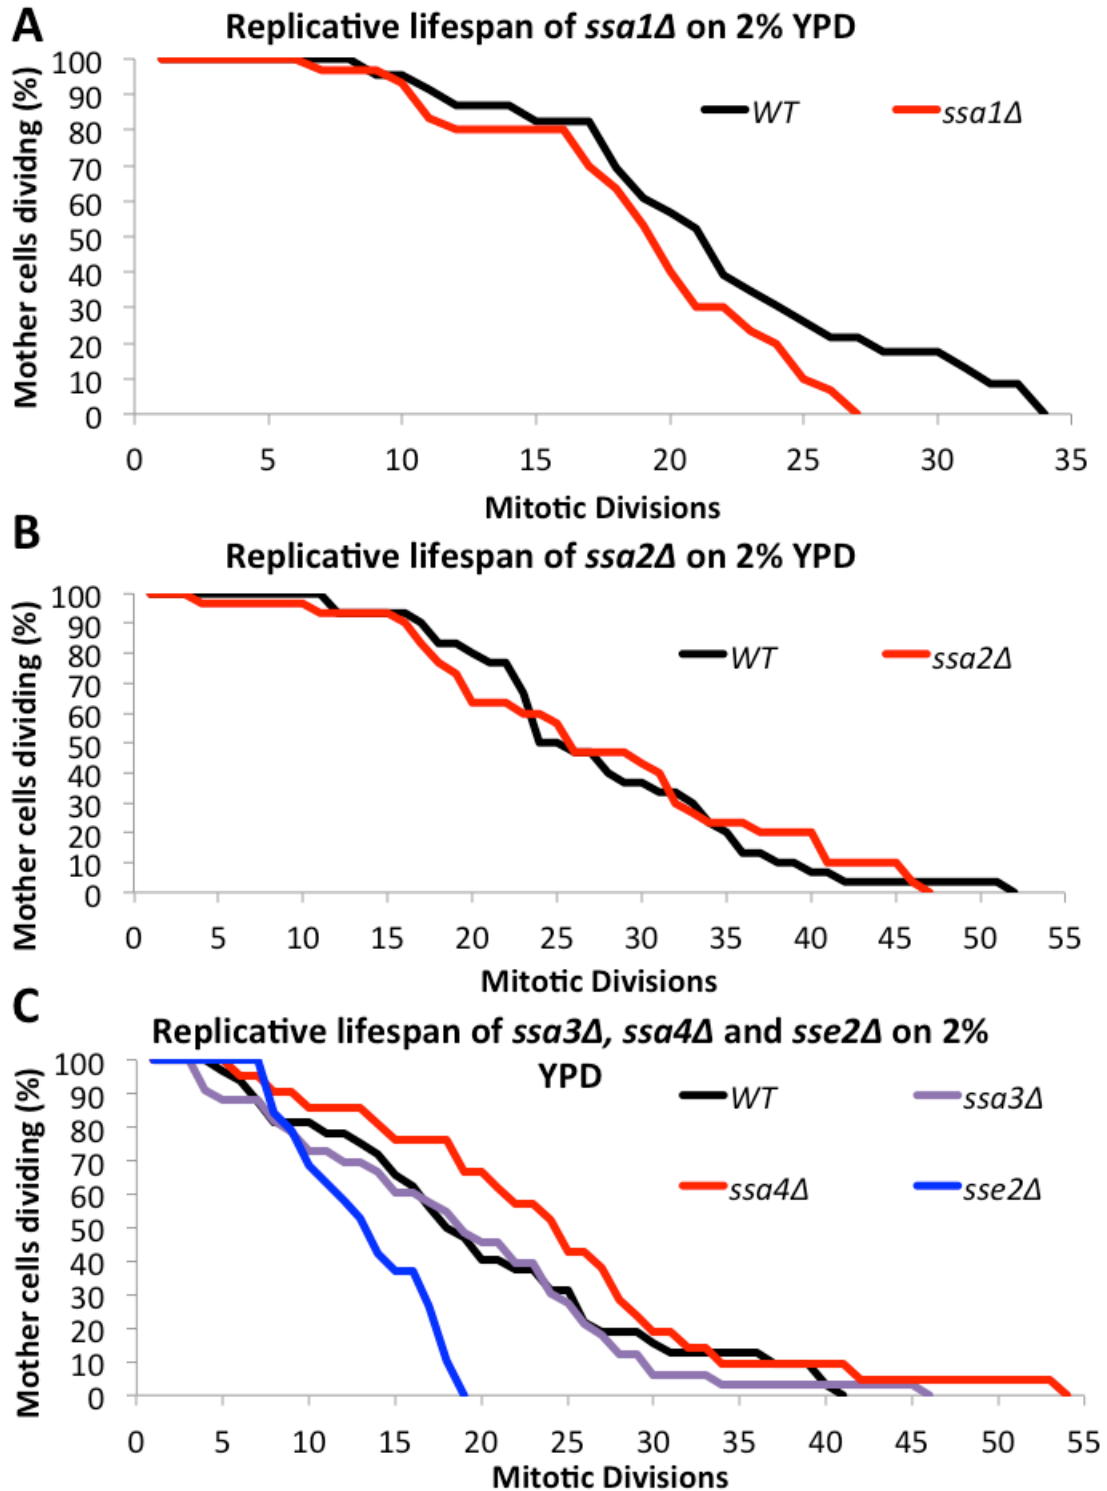 A
Replicative lifespan of ssa1Δ on 2% YPD
Mother cells dividng (%)
100
90
80
70
60
50
40
30
20
10
0
WT
ssa1Δ
0 5 10 15 20 25 30 35
Mitotic Divisions
B
Replicative lifespan of ssa2Δ on 2% YPD
Mother cells dividing (%)
100
90
80
70
60
50
40
30
20
10
0
WT
ssa2Δ
0 5 10 15 20 25 30 35 40 45 50 55
Mitotic Divisions
C
Replicative lifespan of ssa3Δ, ssa4Δ and sse2Δ on 2%
YPD
Mother cells dividing (%)
100
90
80
70
60
50
40
30
20
10
0
WT
ssa3Δ
ssa4Δ
sse2Δ
0 5 10 15 20 25 30 35 40 45 50 55
Mitotic Divisions